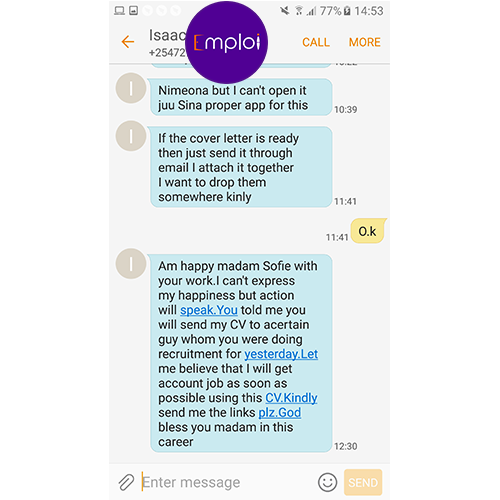 77% 14:53
Isaac
Emploi
+25472
CALL
MORE
Nimeona but I can't open it
juu Sina proper app for this
10:39
If the cover letter is ready
then just send it through
email I attach it together
I want to drop them
somewhere kinly
11:41
11:41
O.k
Am happy madam Sofie with
your work.I can't express
my happiness but action
will speak.You told me you
will send my CV to acertain
guy whom you were doing
recruitment for yesterday.Let
me believe that I will get
account job as soon as
possible using this CV.Kindly
send me the links plz.God
bless you madam in this
career
12:30
Enter message
SEND